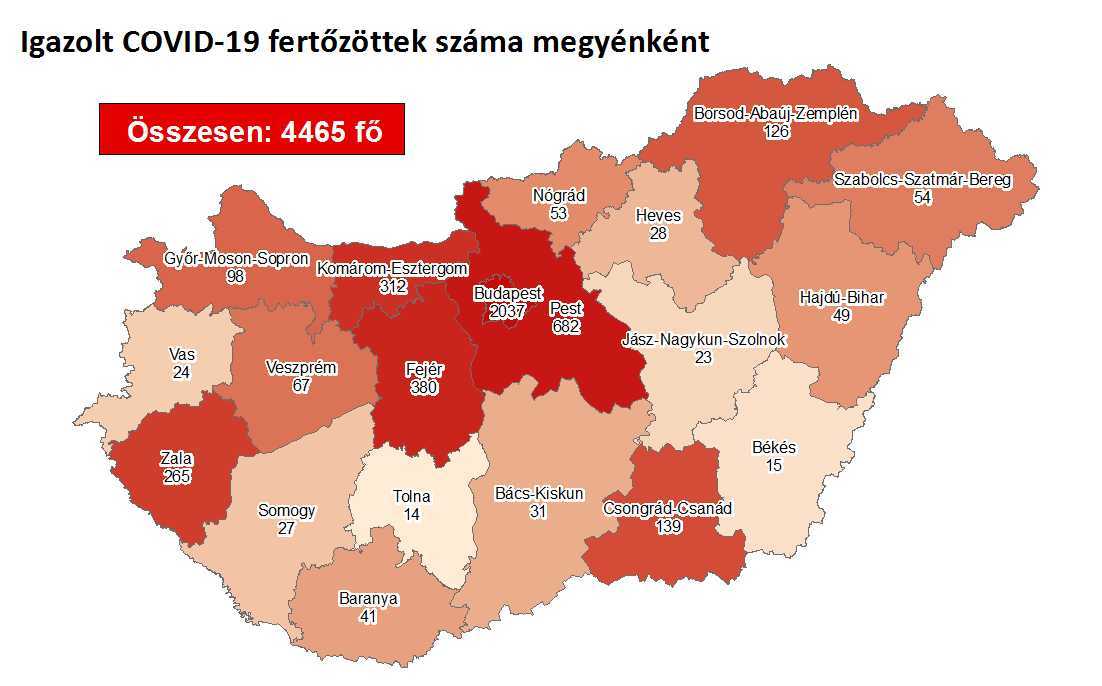 Igazolt COVID-19 fertőzöttek száma megyénként
Összesen: 4465 fő
Borsod-Abaúj-Zemplén
126
Szabolcs-Szatmár-Bereg
54
Nógrád
53
Heves
28
Győr-Moson-Sopron
98
Komárom-Esztergom
312
Budapest
2037
Pest
682
Hajdú-Bihar
49
Jász-Nagykun-Szolnok
23
Vas
24
Veszprém
67
Fejér
380
Békés
15
Zala
265
Somogy
27
Tolna
14
Bács-Kiskun
31
Csongrád-Csanád
139
Baranya
41